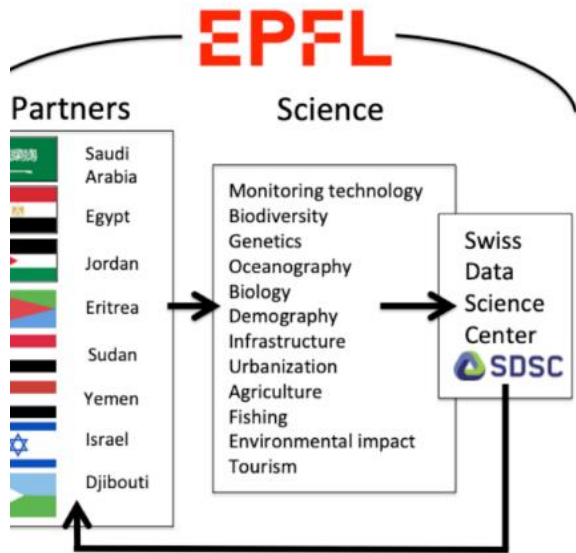 EPFL
Partners
Saudi
Arabia
Egypt
Jordan
Eritrea
Sudan
Yemen
Israel
Djibouti
Science
Monitoring technology
Biodiversity
Genetics
Oceanography
Biology
Demography
Infrastructure
Urbanization
Agriculture
Fishing
Environmental impact
Tourism
Swiss
Data
Science
Center
SDSC